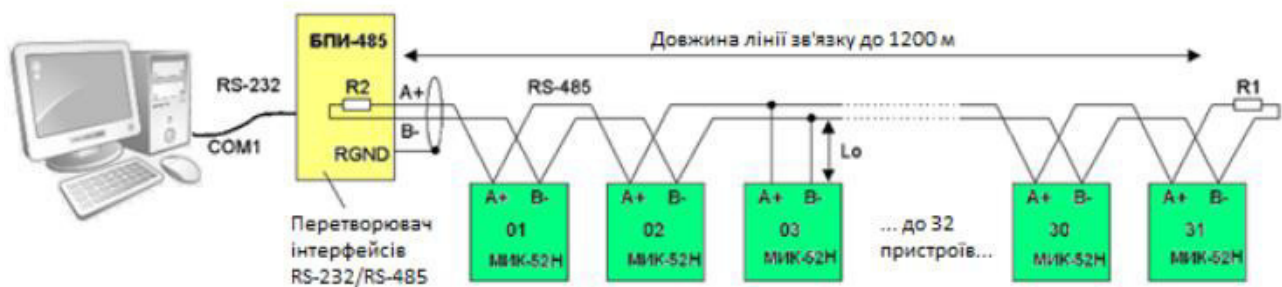 БПИ-485
Довжина лінії зв'язку до 1200 м
RS-232
R2
A+
RS-485
R1
B-
COM1
RGND
Lo
A+ B-
01
МИК-52Н
A+ B-
02
МИК-52Н
A+ B-
03
МИК-52Н
A+ B-
30
МИК-52Н
A+ B-
31
МИК-52Н
Перетворювач
інтерфейсів
RS-232/RS-485
... до 32
пристроїв...